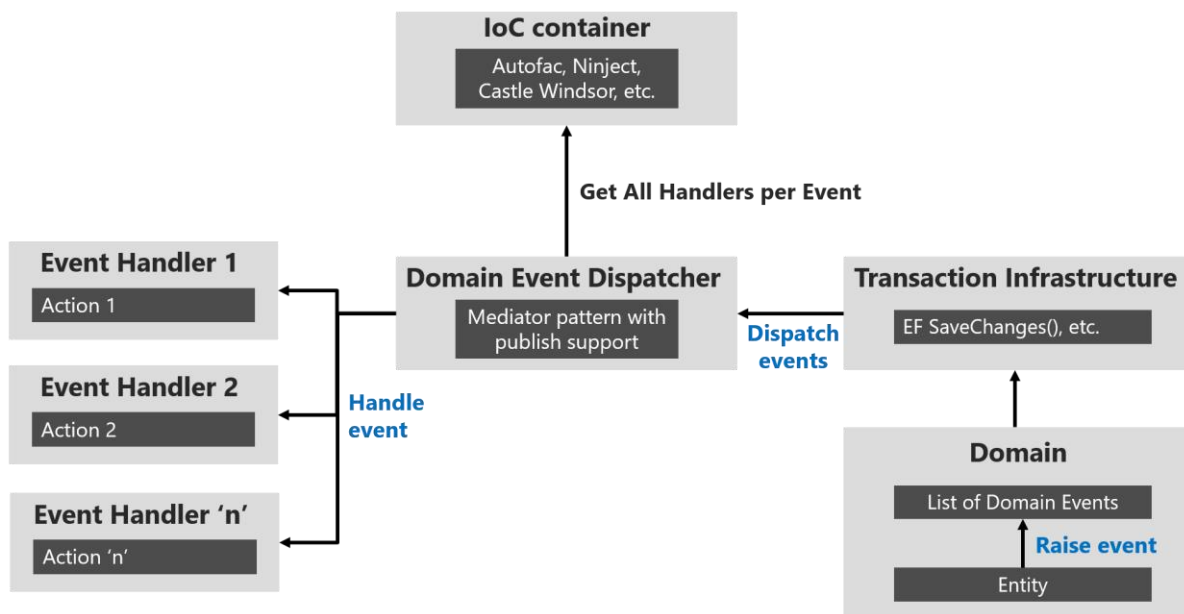 IoC container
Autofac, Ninject,
Castle Windsor, etc.
Get All Handlers per Event
Event Handler 1
Action 1
Domain Event Dispatcher
Mediator pattern with
publish support
Transaction Infrastructure
EF SaveChanges(), etc.
Dispatch
events
Event Handler 2
Action 2
Handle
event
Domain
List of Domain Events
Raise event
Entity
Event Handler ‘n’
Action ‘n’